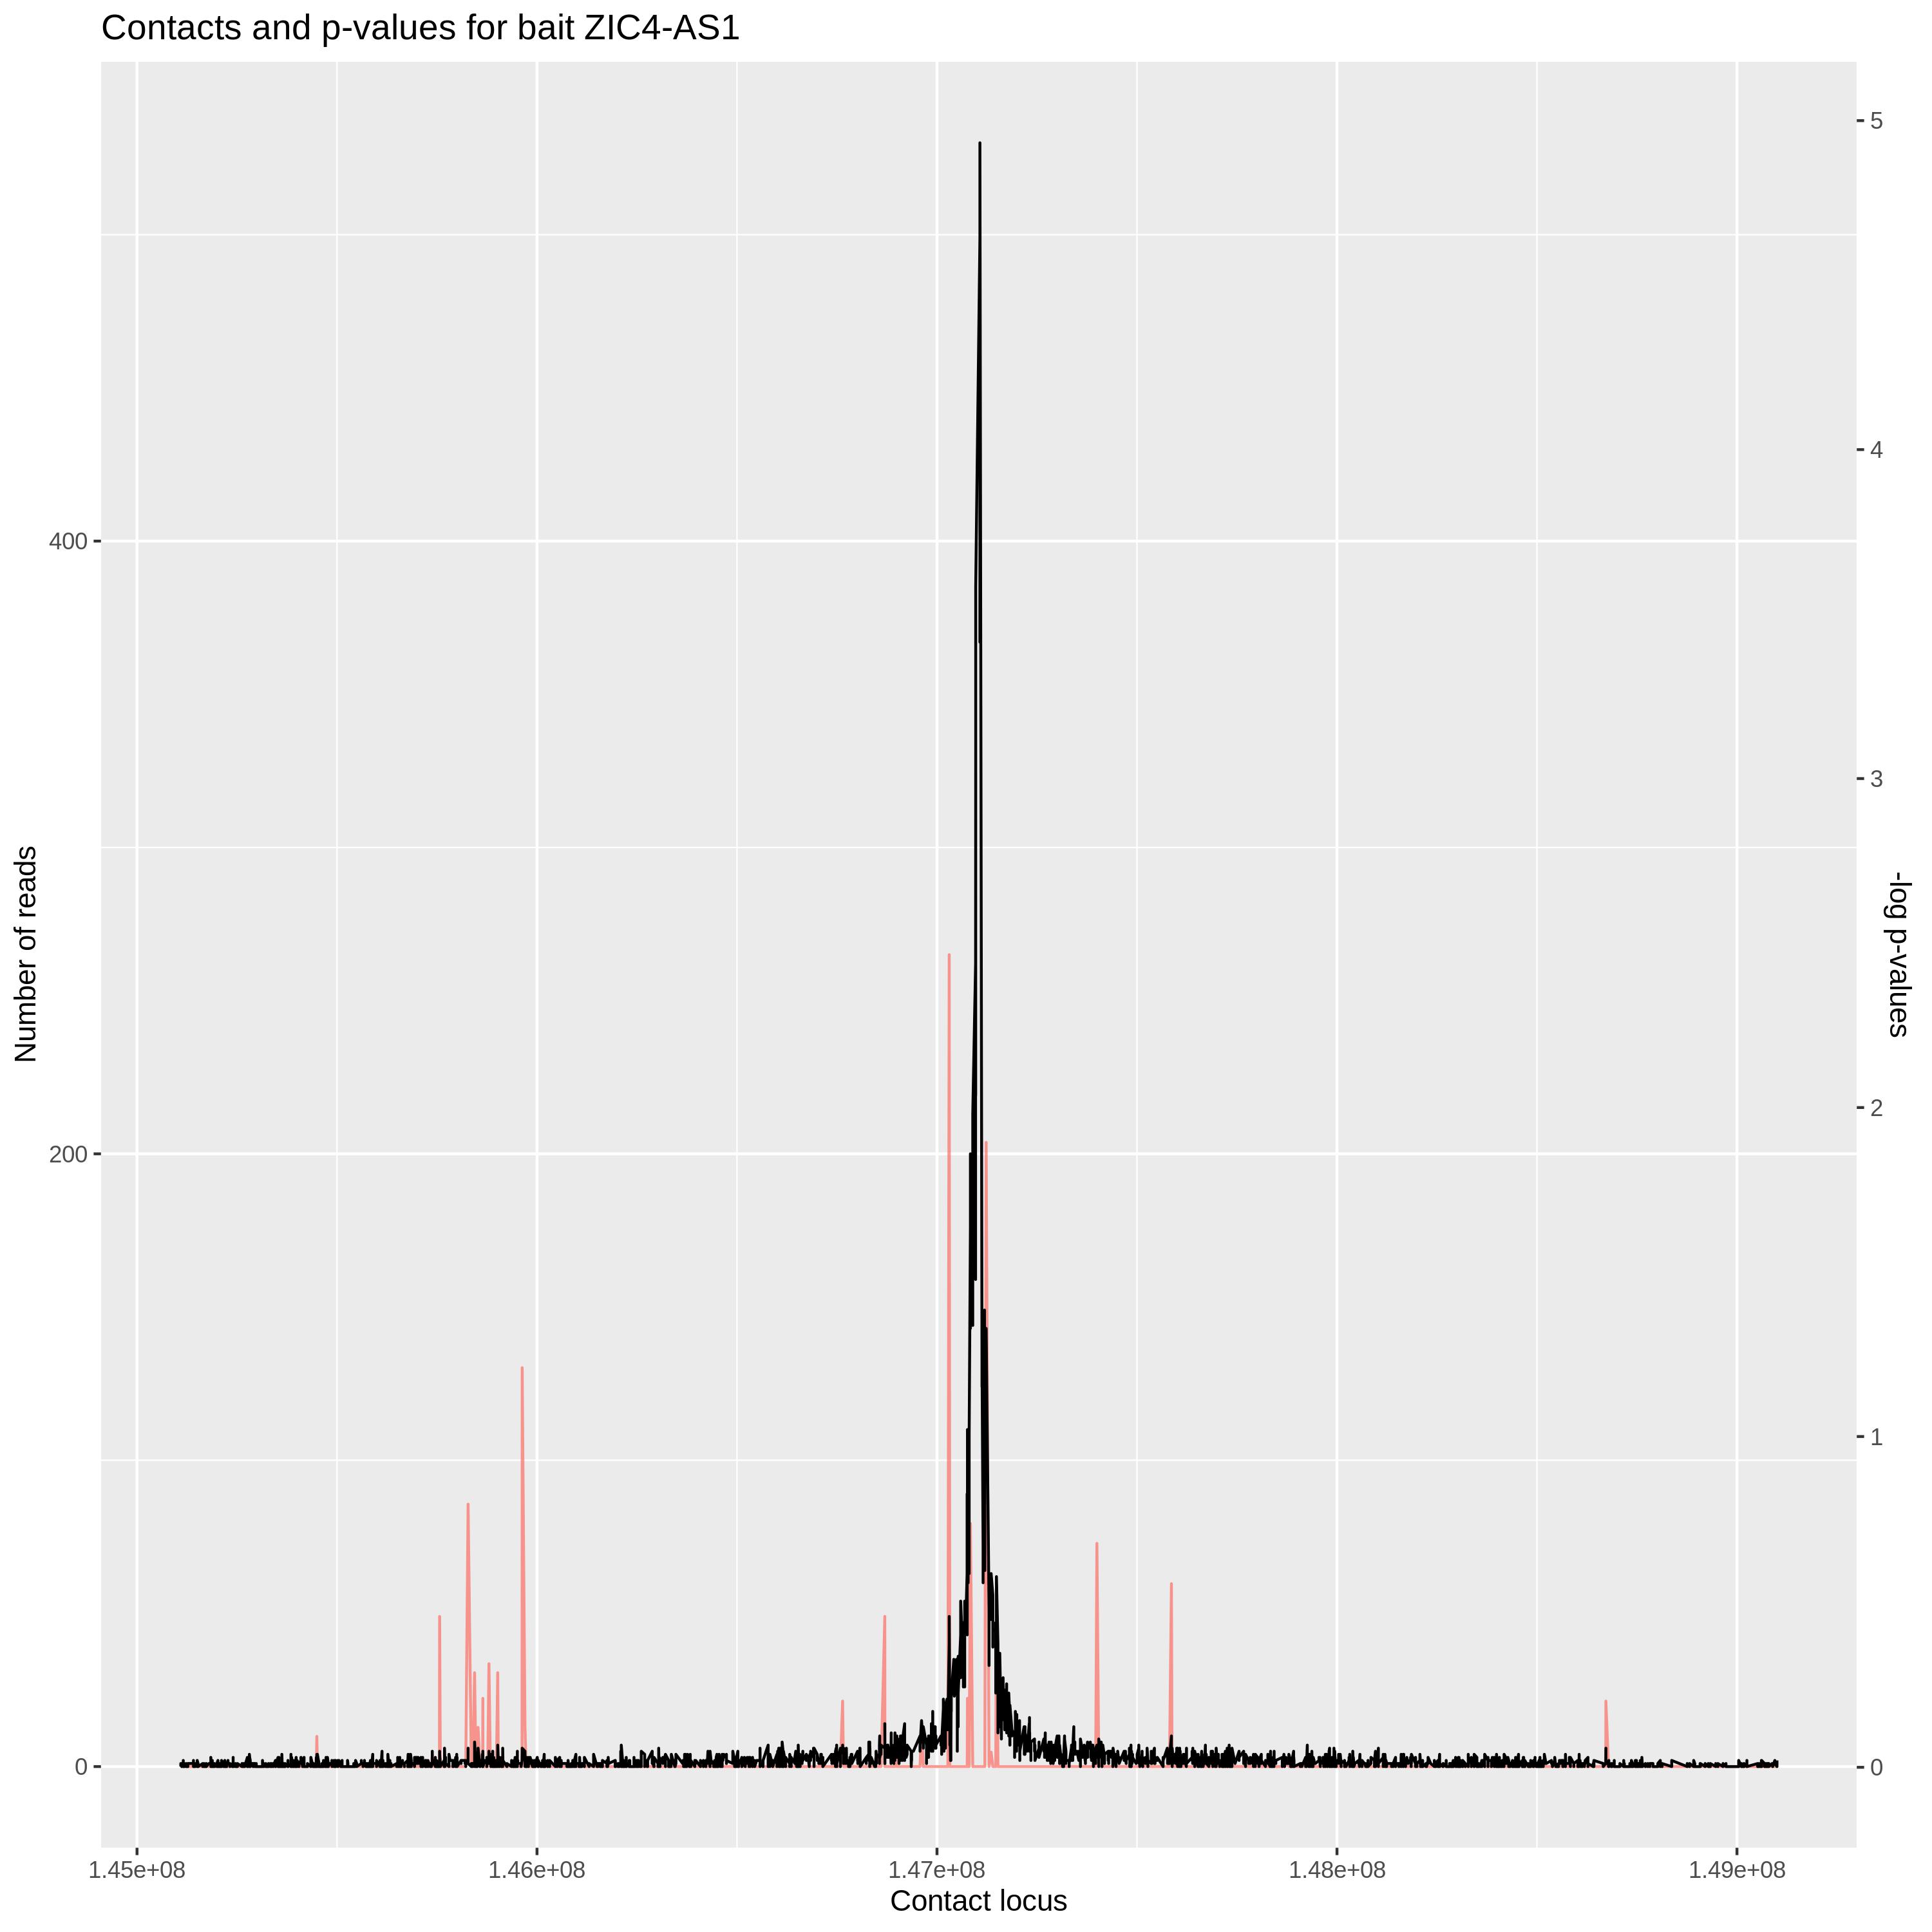 Contacts and p-values for bait ZIC4-AS1
Number of reads
400
200
0
5
4
3
2
1
0
-log p-values
1.45e+08 1.46e+08 1.47e+08 1.48e+08 1.49e+08
Contact locus